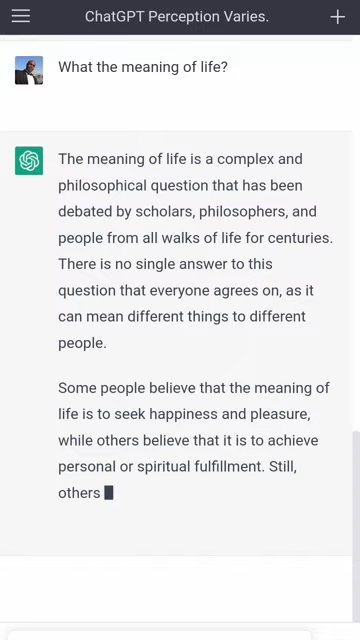 ChatGPT Perception Varies.
What the meaning of life?
The meaning of life is a complex and
philosophical question that has been
debated by scholars, philosophers, and
people from all walks of life for centuries.
There is no single answer to this
question that everyone agrees on, as it
can mean different things to different
people.
Some people believe that the meaning of
life is to seek happiness and pleasure,
while others believe that it is to achieve
personal or spiritual fulfillment. Still,
others